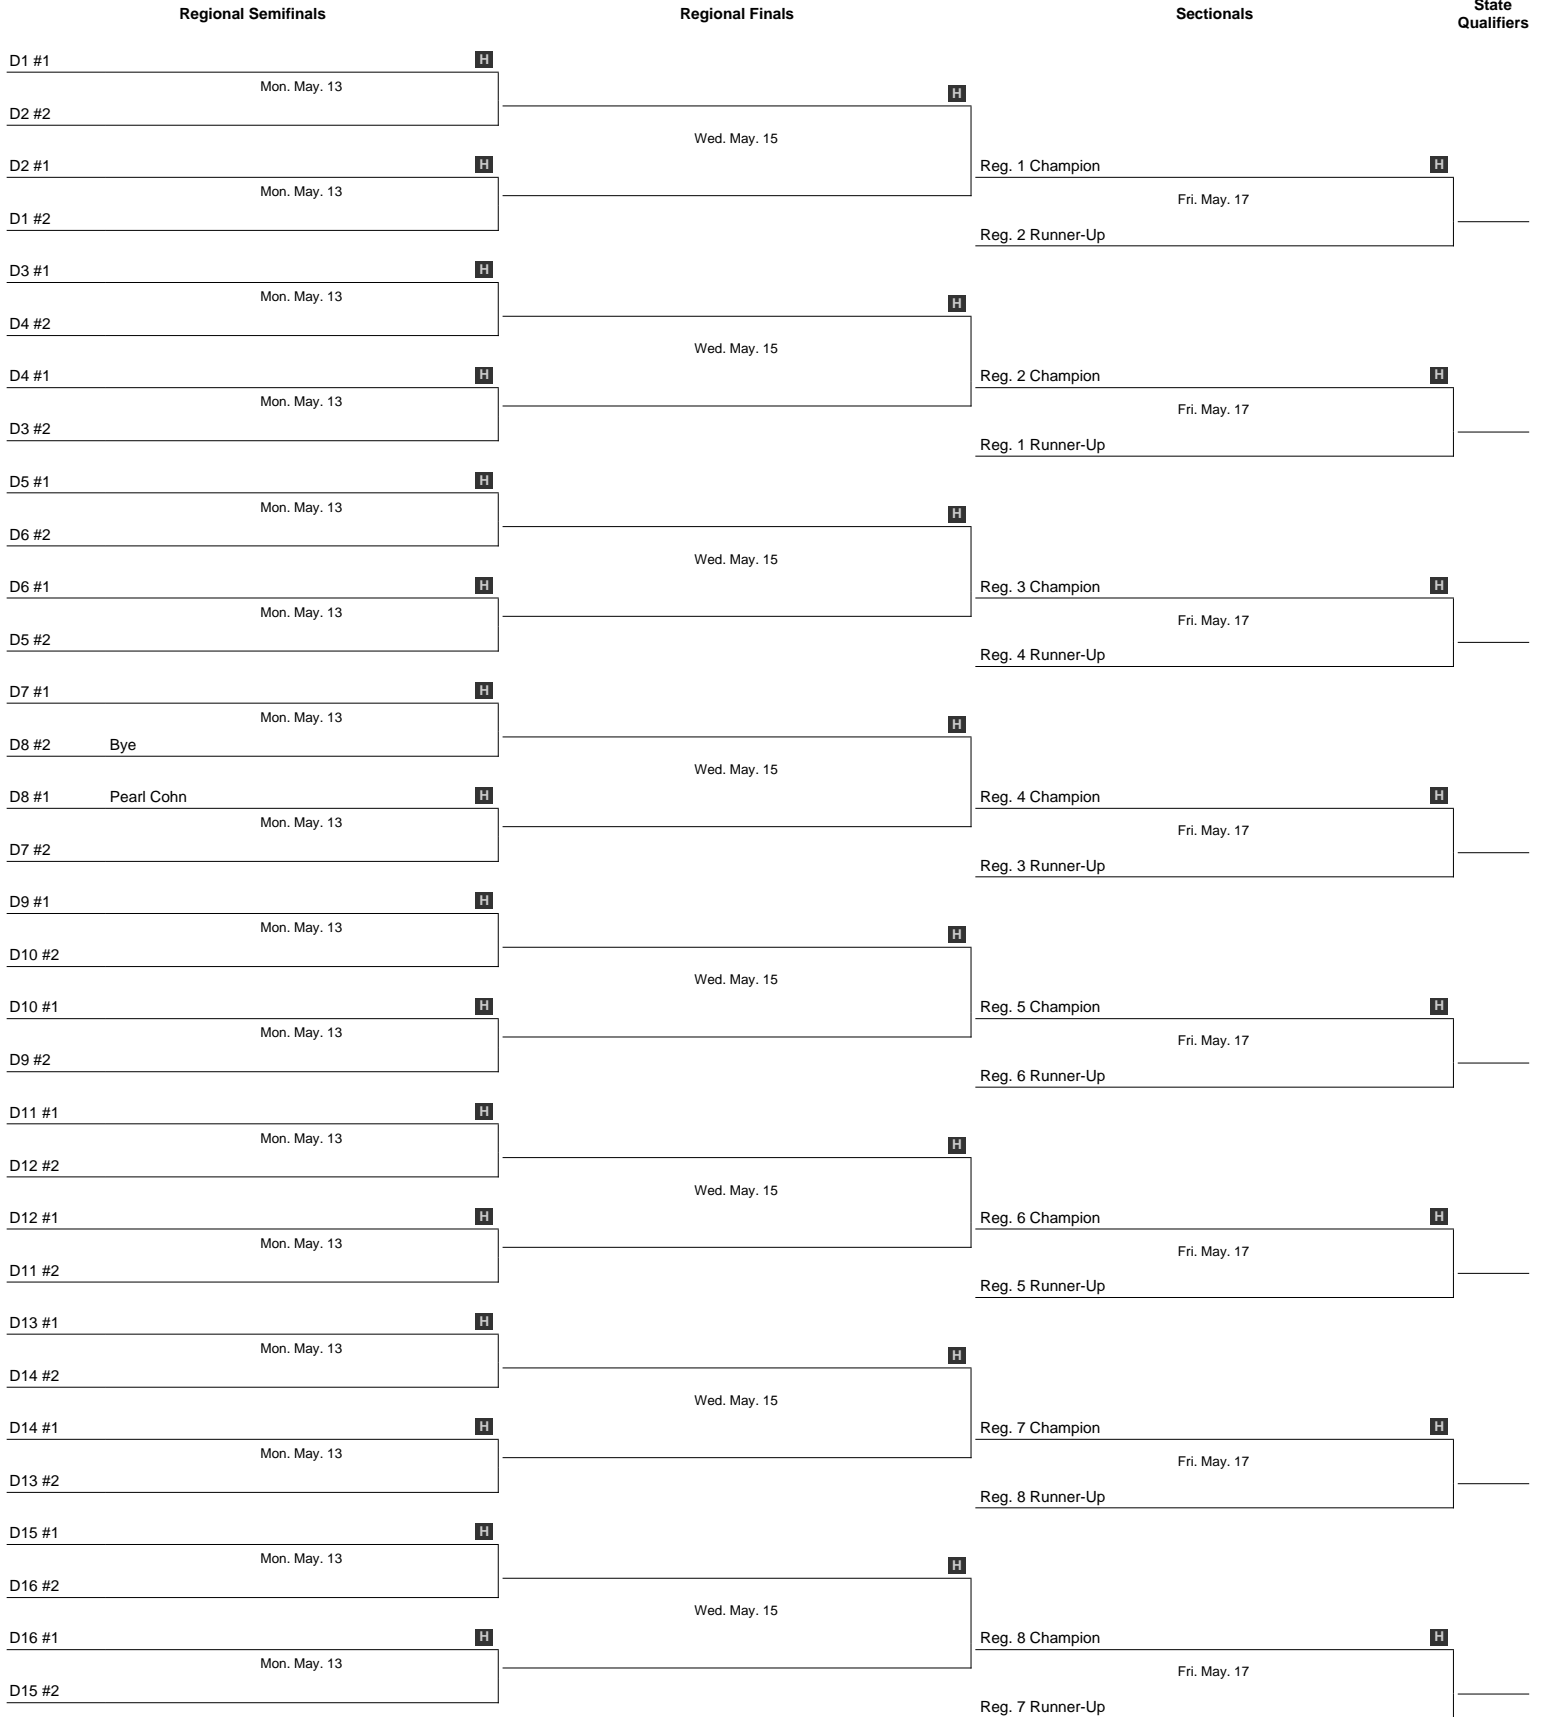 Regional Semifinals
Regional Finals
Sectionals
State
Qualifiers
D1 #1 H
Mon. May. 13
D2 #2
H
Wed. May. 15
D2 #1 H
Mon. May. 13
D1 #2
Reg. 1 Champion H
Fri. May. 17
Reg. 2 Runner-Up
D3 #1 H
Mon. May. 13
D4 #2
H
Wed. May. 15
D4 #1 H
Mon. May. 13
D3 #2
Reg. 2 Champion H
Fri. May. 17
Reg. 1 Runner-Up
D5 #1 H
Mon. May. 13
D6 #2
H
Wed. May. 15
D6 #1 H
Mon. May. 13
D5 #2
Reg. 3 Champion H
Fri. May. 17
Reg. 4 Runner-Up
D7 #1 H
Mon. May. 13
D8 #2 Bye
H
Wed. May. 15
D8 #1 Pearl Cohn H
Mon. May. 13
D7 #2
Reg. 4 Champion H
Fri. May. 17
Reg. 3 Runner-Up
D9 #1 H
Mon. May. 13
D10 #2
H
Wed. May. 15
D10 #1 H
Mon. May. 13
D9 #2
Reg. 5 Champion H
Fri. May. 17
Reg. 6 Runner-Up
D11 #1 H
Mon. May. 13
D12 #2
H
Wed. May. 15
D12 #1 H
Mon. May. 13
D11 #2
Reg. 6 Champion H
Fri. May. 17
Reg. 5 Runner-Up
D13 #1 H
Mon. May. 13
D14 #2
H
Wed. May. 15
D14 #1 H
Mon. May. 13
D13 #2
Reg. 7 Champion H
Fri. May. 17
Reg. 8 Runner-Up
D15 #1 H
Mon. May. 13
D16 #2
H
Wed. May. 15
D16 #1 H
Mon. May. 13
D15 #2
Reg. 8 Champion H
Fri. May. 17
Reg. 7 Runner-Up